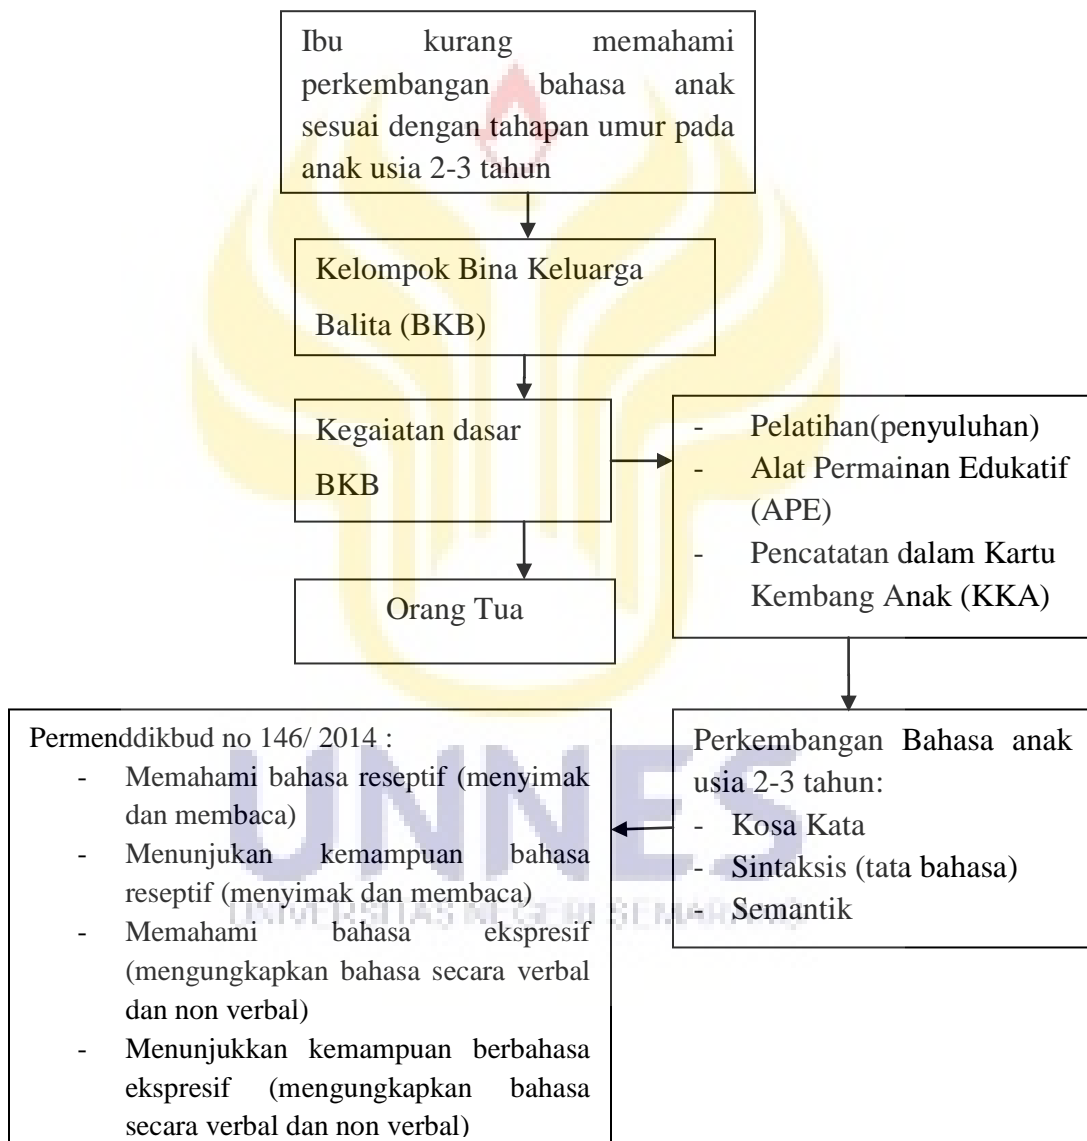 Ibu kurang memahami
perkembangan bahasa anak
sesuai dengan tahapan umur pada
anak usia 2-3 tahun
Kelompok Bina Keluarga
Balita (BKB)
Kegaiatan dasar
BKB
- Pelatihan(penyuluhan)
- Alat Permainan Edukatif
(APE)
- Pencatatan dalam Kartu
Kembang Anak (KKA)
Orang Tua
Perkembangan Bahasa anak
usia 2-3 tahun:
- Kosa Kata
- Sintaksis (tata bahasa)
- Semantik
Permenddikbud no 146/ 2014 :
- Memahami bahasa reseptif (menyimak
dan membaca)
- Menunjukan kemampuan bahasa
reseptif (menyimak dan membaca)
- Memahami bahasa ekspresif
(mengungkapkan bahasa secara verbal
dan non verbal)
- Menunjukkan kemampuan berbahasa
ekspresif (mengungkapkan bahasa
secara verbal dan non verbal)
UNNES
UNIVERSITAS NEGERI SEMARANG